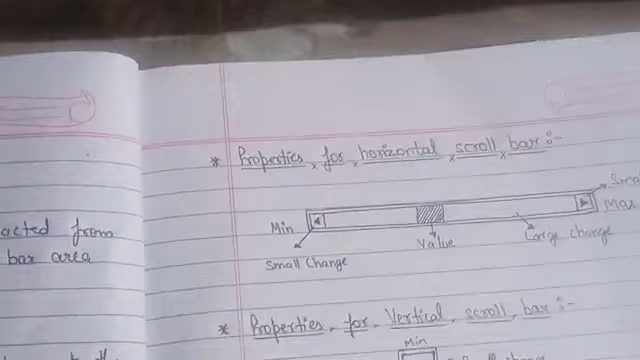 * Properties for horizontal scroll bar :-
Min
Value
Large change
Small Change
acted from
bar area
* Properties for Vertical scroll bar :-
Min